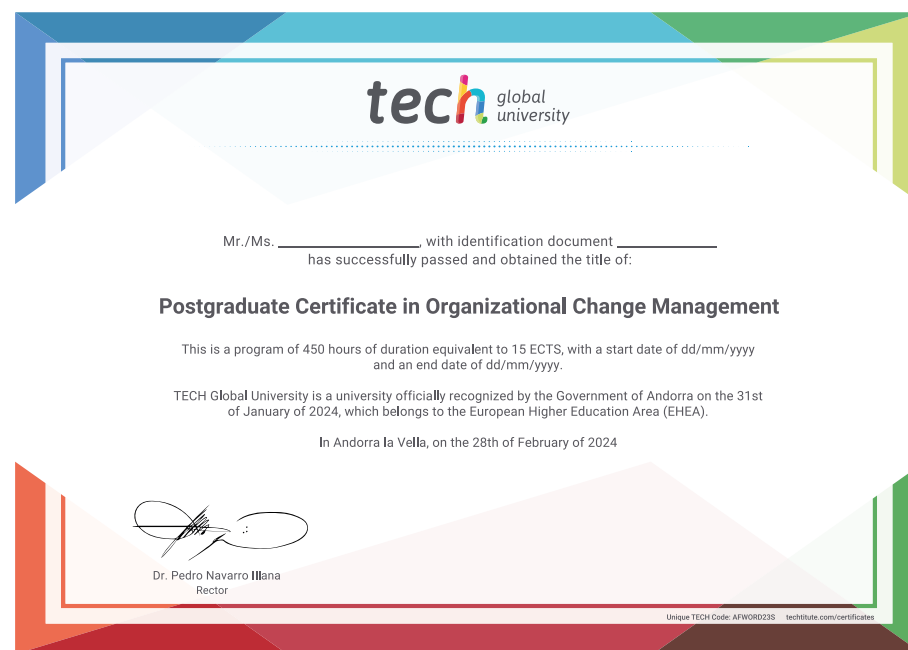 tech global university
Mr./Ms. ____________________, with identification document ______________
has successfully passed and obtained the title of:
Postgraduate Certificate in Organizational Change Management
This is a program of 450 hours of duration equivalent to 15 ECTS, with a start date of dd/mm/yyyy
and an end date of dd/mm/yyyy.
TECH Global University is a university officially recognized by the Government of Andorra on the 31st
of January of 2024, which belongs to the European Higher Education Area (EHEA).
In Andorra la Vella, on the 28th of February of 2024
Dr. Pedro Navarro Illana
Rector
Unique TECH Code: AFWORD23S techtitute.com/certificates